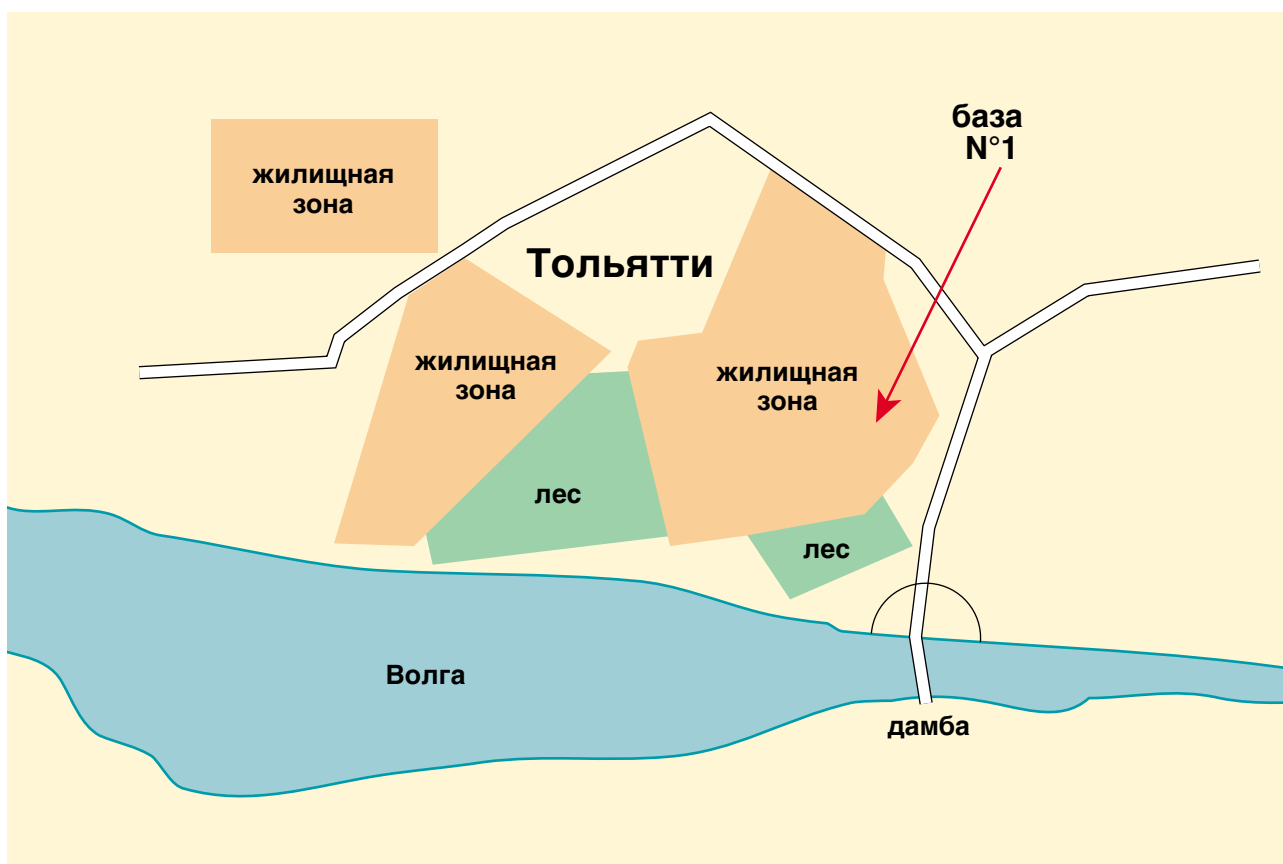 база
N°1
жилищная
зона
Тольятти
жилищная
зона
жилищная
зона
лес
лес
Волга
дамба